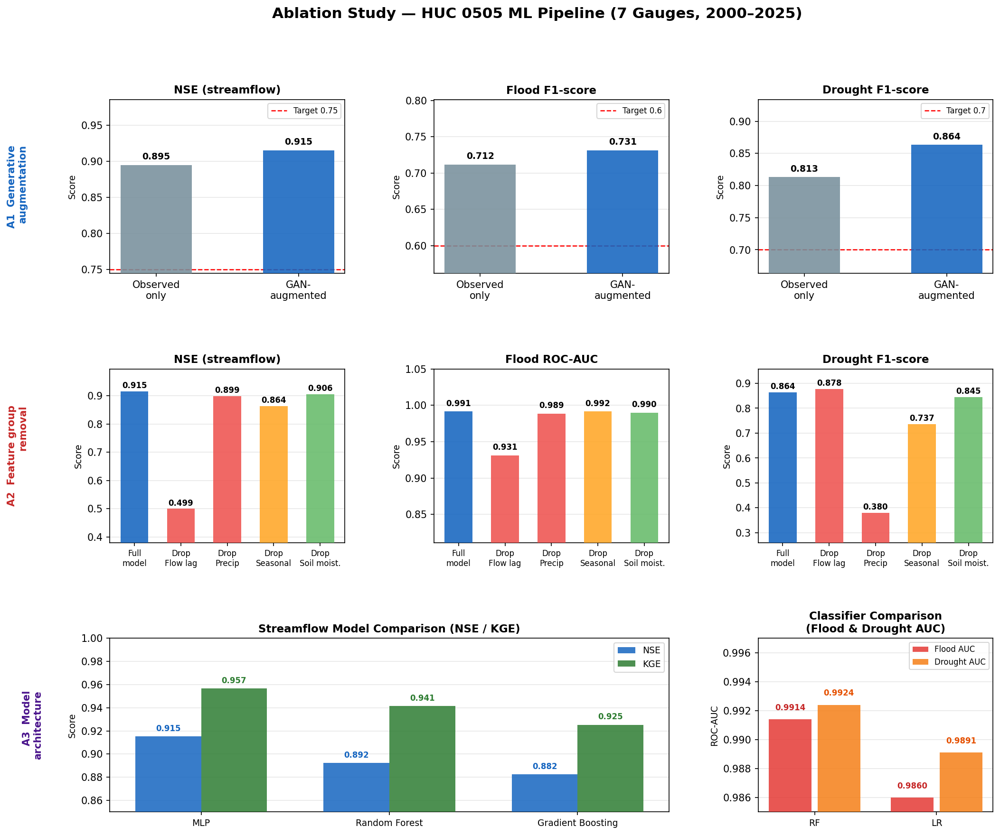 Ablation Study — HUC 0505 ML Pipeline (7 Gauges, 2000–2025)
A1 Generative
augmentation
NSE (streamflow)
Target 0.75
0.95
0.90
0.85
0.80
0.75
Score
0.895
0.915
Observed
only
GAN-
augmented
Flood F1-score
Target 0.6
0.80
0.75
0.70
0.65
0.60
Score
0.712
0.731
Observed
only
GAN-
augmented
Drought F1-score
Target 0.7
0.90
0.85
0.80
0.75
0.70
Score
0.813
0.864
Observed
only
GAN-
augmented
A2 Feature group
removal
NSE (streamflow)
0.9
0.8
0.7
0.6
0.5
0.4
Score
0.915
0.499
0.899
0.864
0.906
Full
model
Drop
Flow lag
Drop
Precip
Drop
Seasonal
Drop
Soil moist.
Flood ROC-AUC
1.05
1.00
0.95
0.90
0.85
Score
0.991
0.931
0.989
0.992
0.990
Full
model
Drop
Flow lag
Drop
Precip
Drop
Seasonal
Drop
Soil moist.
Drought F1-score
0.9
0.8
0.7
0.6
0.5
0.4
0.3
Score
0.864
0.878
0.380
0.737
0.845
Full
model
Drop
Flow lag
Drop
Precip
Drop
Seasonal
Drop
Soil moist.
A3 Model
architecture
Streamflow Model Comparison (NSE / KGE)
NSE
KGE
1.00
0.98
0.96
0.94
0.92
0.90
0.88
0.86
Score
0.915
0.957
0.892
0.941
0.882
0.925
MLP
Random Forest
Gradient Boosting
Classifier Comparison
(Flood & Drought AUC)
Flood AUC
Drought AUC
0.996
0.994
0.992
0.990
0.988
0.986
ROC-AUC
0.9914
0.9924
0.9860
0.9891
RF
LR